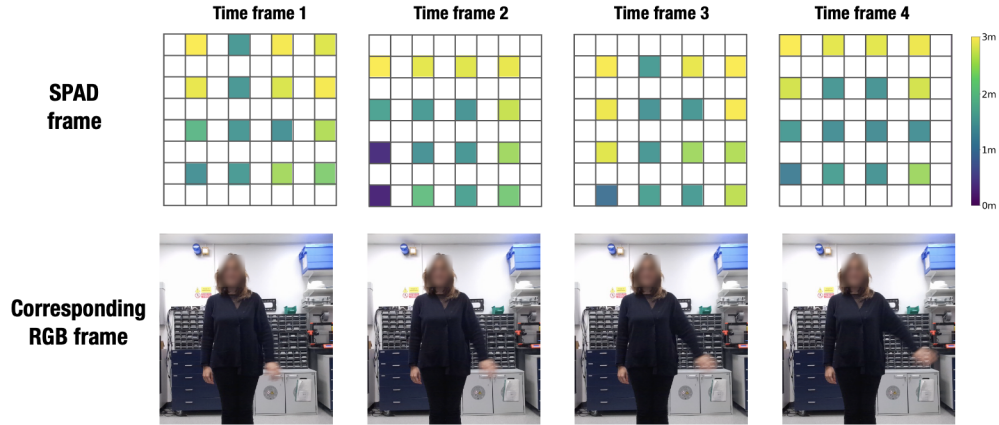 Time frame 1
Time frame 2
Time frame 3
Time frame 4
SPAD
frame
3m
2m
1m
0m
Corresponding
RGB frame